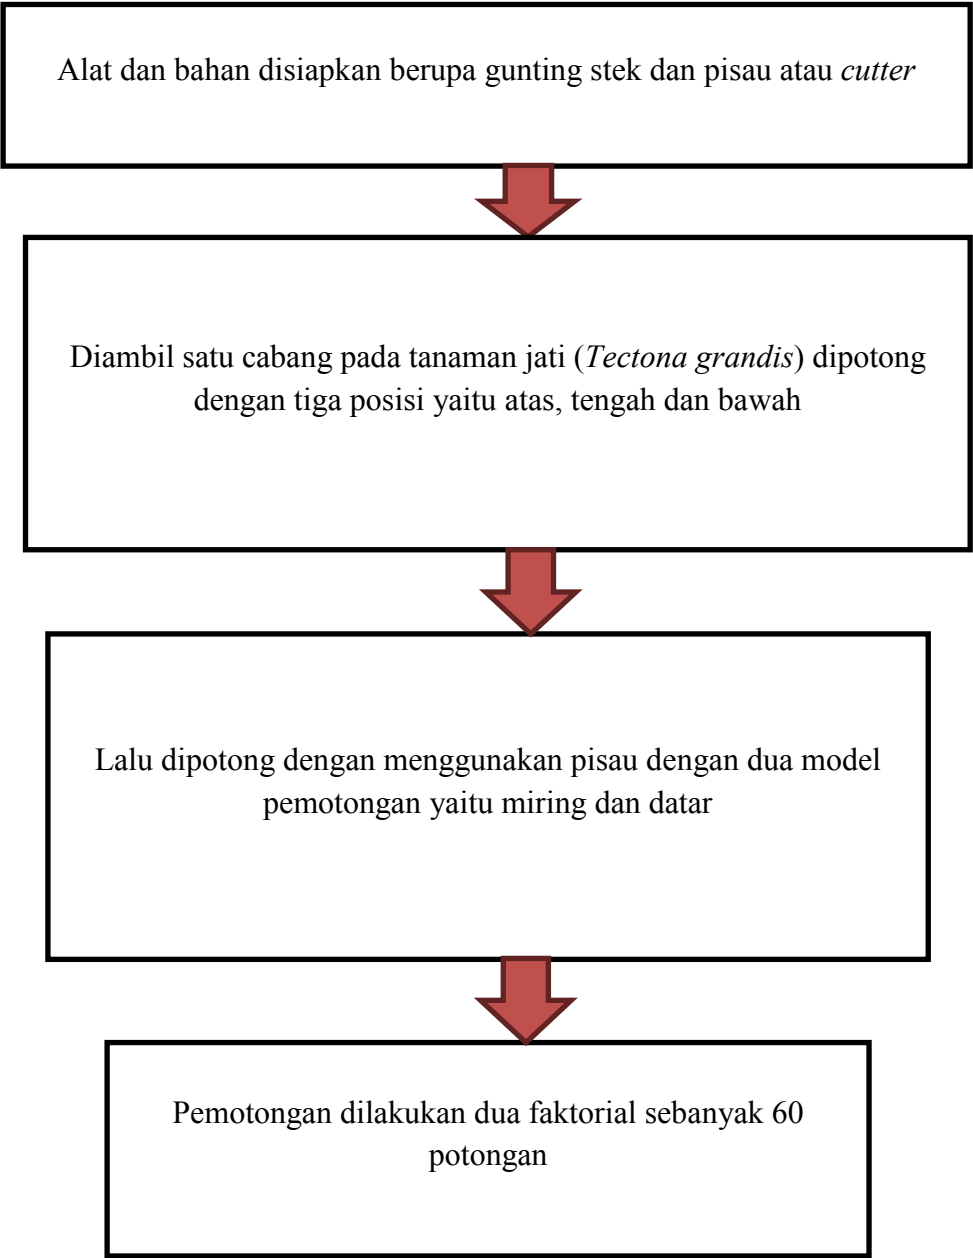 Alat dan bahan disiapkan berupa gunting stek dan pisau atau cutter
Diambil satu cabang pada tanaman jati (Tectona grandis) dipotong
dengan tiga posisi yaitu atas, tengah dan bawah
Lalu dipotong dengan menggunakan pisau dengan dua model
pemotongan yaitu miring dan datar
Pemotongan dilakukan dua faktorial sebanyak 60
potongan